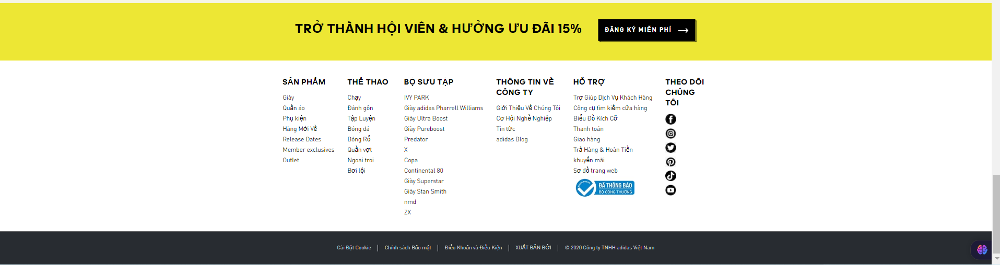 TRỞ THÀNH HỘI VIÊN & HƯỞNG ƯU ĐÃI 15%
ĐĂNG KÝ MIỄN PHÍ
SẢN PHẨM
Giày
Quần áo
Phụ kiện
Hàng Mới Về
Release Dates
Member exclusives
Outlet
THỂ THAO
Chạy
Đánh gôn
Tập Luyện
Bóng đá
Bóng Rổ
Quần vợt
Ngoai troi
Bơi lội
BỘ SƯU TẬP
IVY PARK
Giày adidas Pharrell Williams
Giày Ultra Boost
Giày Pureboost
Predator
X
Copa
Continental 80
Giày Superstar
Giày Stan Smith
nmd
ZX
THÔNG TIN VỀ
CÔNG TY
Giới Thiệu Về Chúng Tôi
Cơ Hội Nghề Nghiệp
Tin tức
adidas Blog
HỖ TRỢ
Trợ Giúp Dịch Vụ Khách Hàng
Công cụ tìm kiếm cửa hàng
Biểu Đồ Kích Cỡ
Thanh toán
Giao hàng
Trả Hàng & Hoàn Tiền
khuyến mãi
Sơ đồ trang web
ĐÃ THÔNG BÁO
BỘ CÔNG THƯƠNG
THEO DÕI
CHÚNG
TÔI
Cài Đặt Cookie | Chính sách Bảo mật | Điều Khoản và Điều Kiện | XUẤT BẢN BỞI | © 2020 Công ty TNHH adidas Việt Nam